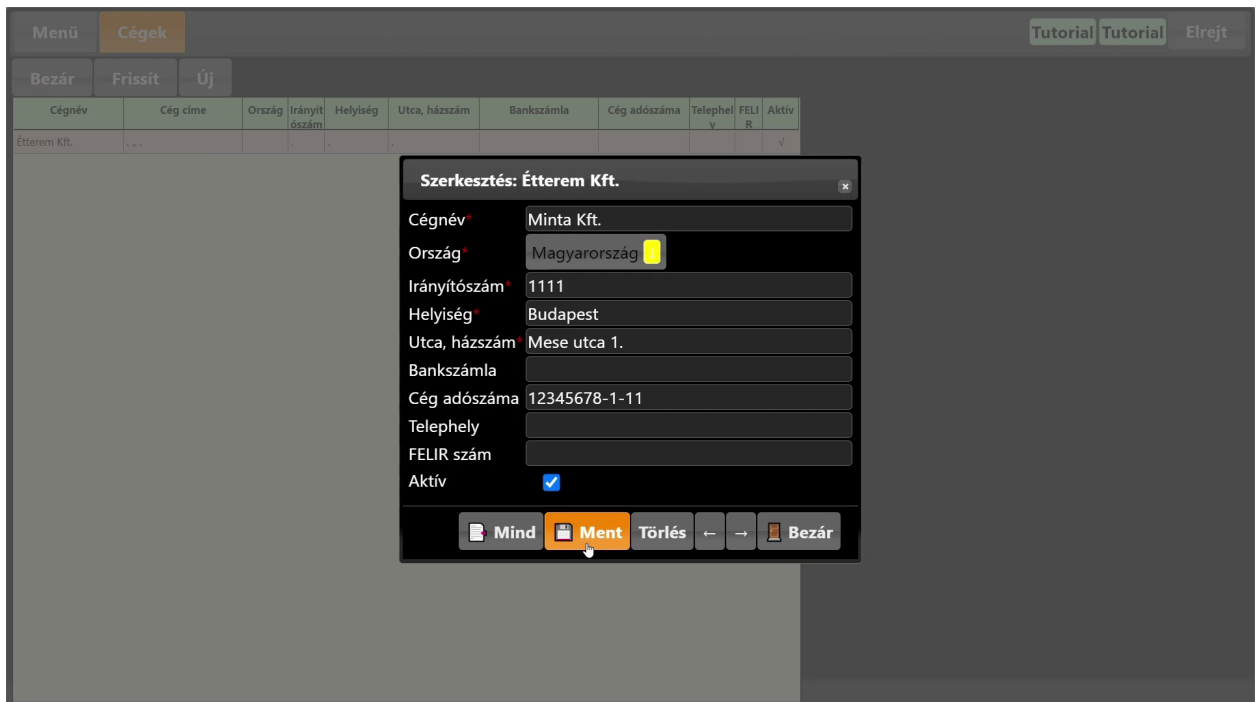 Menü Cégek Tutorial Tutorial Elrejt
Bezár Frissít Új
Cégnév Cég címe Ország Irányítószám Helyiség Utca, házszám Bankszámla Cég adószáma Telephely FELIR Aktív
Étterem Kft. . , . . . . √
Szerkesztés: Étterem Kft.
Cégnév* Minta Kft.
Ország* Magyarország
Irányítószám* 1111
Helyiség* Budapest
Utca, házszám* Mese utca 1.
Bankszámla
Cég adószáma 12345678-1-11
Telephely
FELIR szám
Aktív
Mind Ment Törlés ← → Bezár